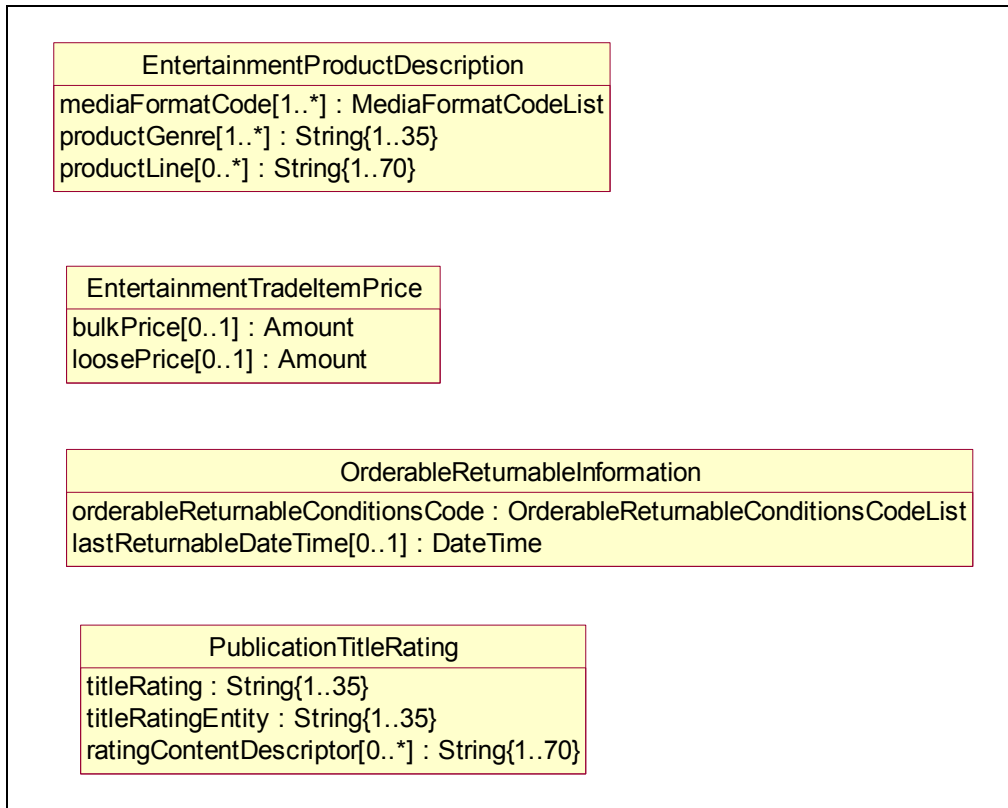 EntertainmentProductDescription
mediaFormatCode[1..*] : MediaFormatCodeList
productGenre[1..*] : String{1..35}
productLine[0..*] : String{1..70}
EntertainmentTradeItemPrice
bulkPrice[0..1] : Amount
loosePrice[0..1] : Amount
OrderableReturnableInformation
orderableReturnableConditionsCode : OrderableReturnableConditionsCodeList
lastReturnableDateTime[0..1] : DateTime
PublicationTitleRating
titleRating : String{1..35}
titleRatingEntity : String{1..35}
ratingContentDescriptor[0..*] : String{1..70}